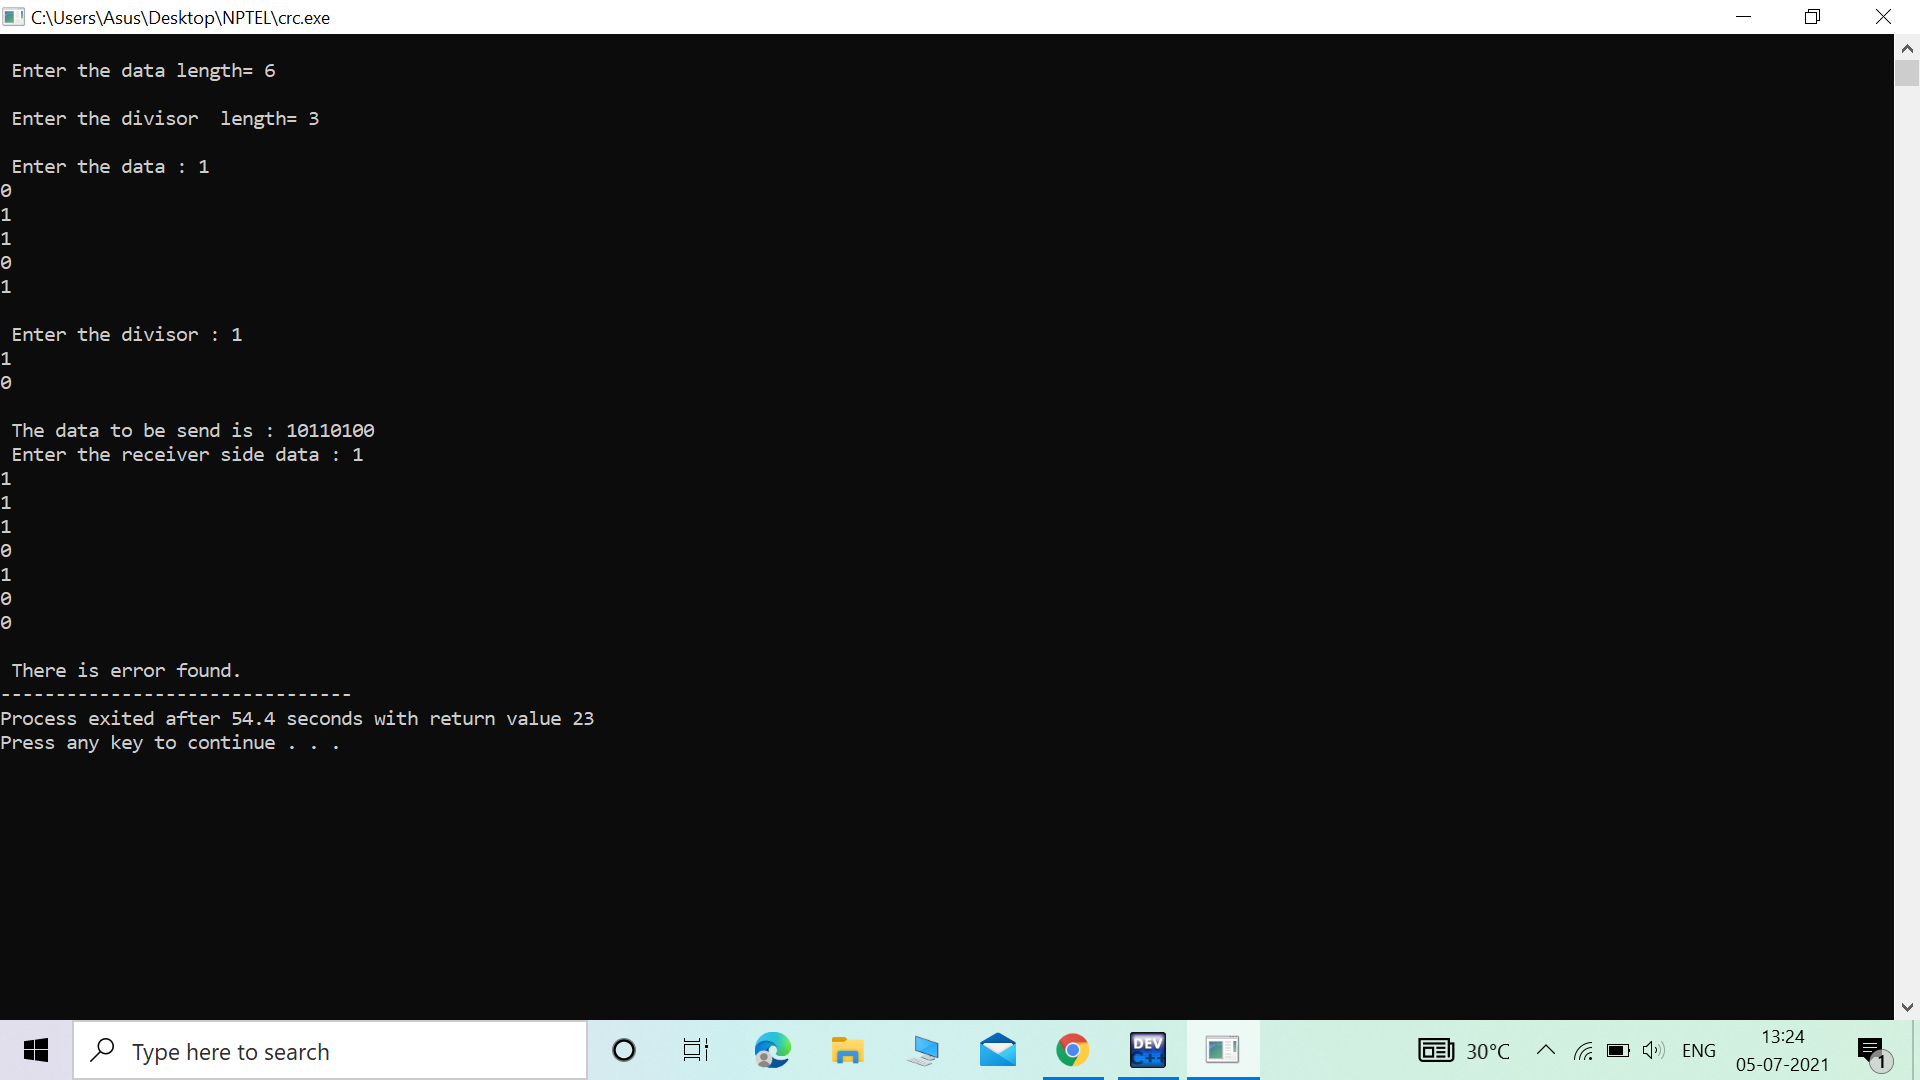 C:\Users\Asus\Desktop\NPTEL\crc.exe
Enter the data length= 6
Enter the divisor  length= 3
Enter the data : 1
0
1
1
0
1
Enter the divisor : 1
1
0
The data to be send is : 10110100
Enter the receiver side data : 1
1
1
1
0
1
0
0
There is error found.
--------------------------------
Process exited after 54.4 seconds with return value 23
Press any key to continue . . .
Type here to search
DEV
C++
30°C
ENG
13:24
05-07-2021
1